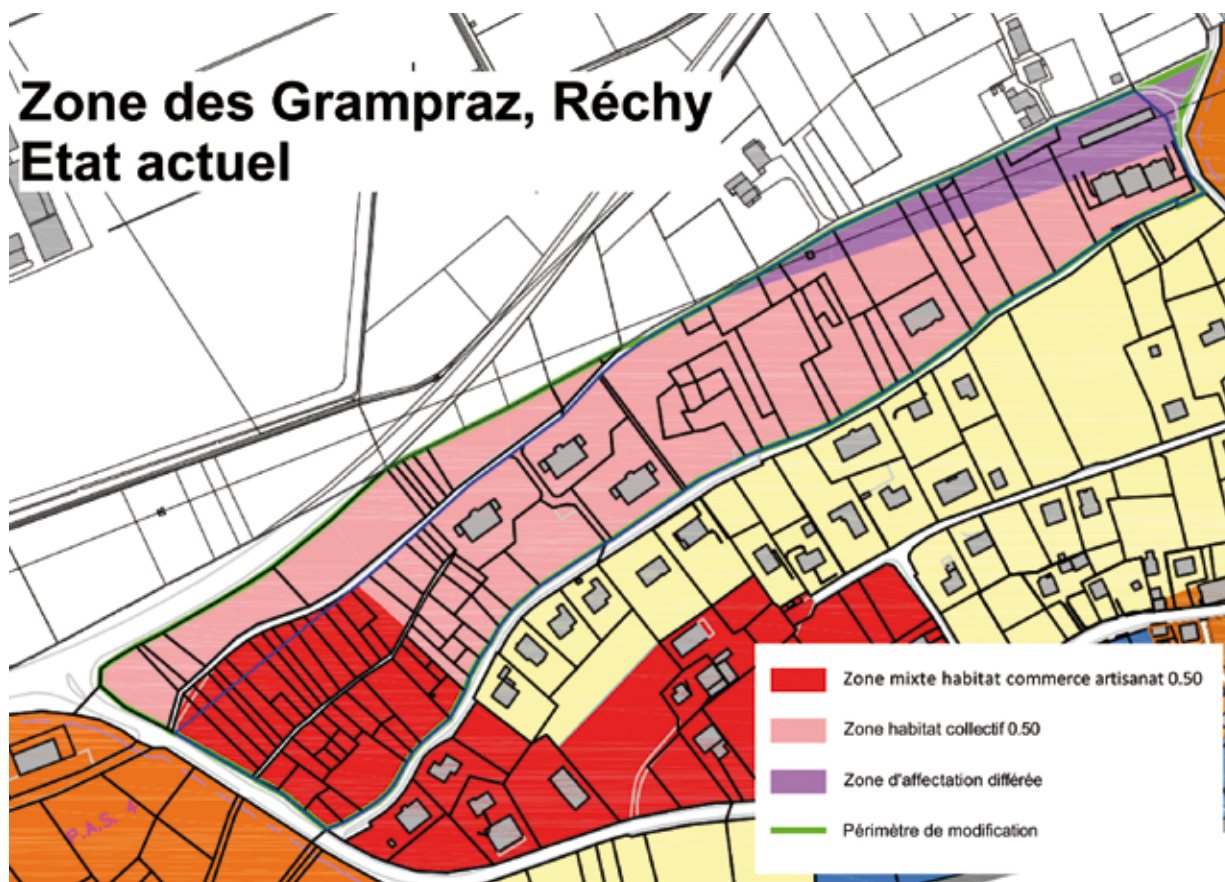 Zone des Grampraz, Réchy
Etat actuel
Zone mixte habitat commerce artisanat 0.50
Zone habitat collectif 0.50
Zone d'affectation différée
Périmètre de modification
P.A.S. 4